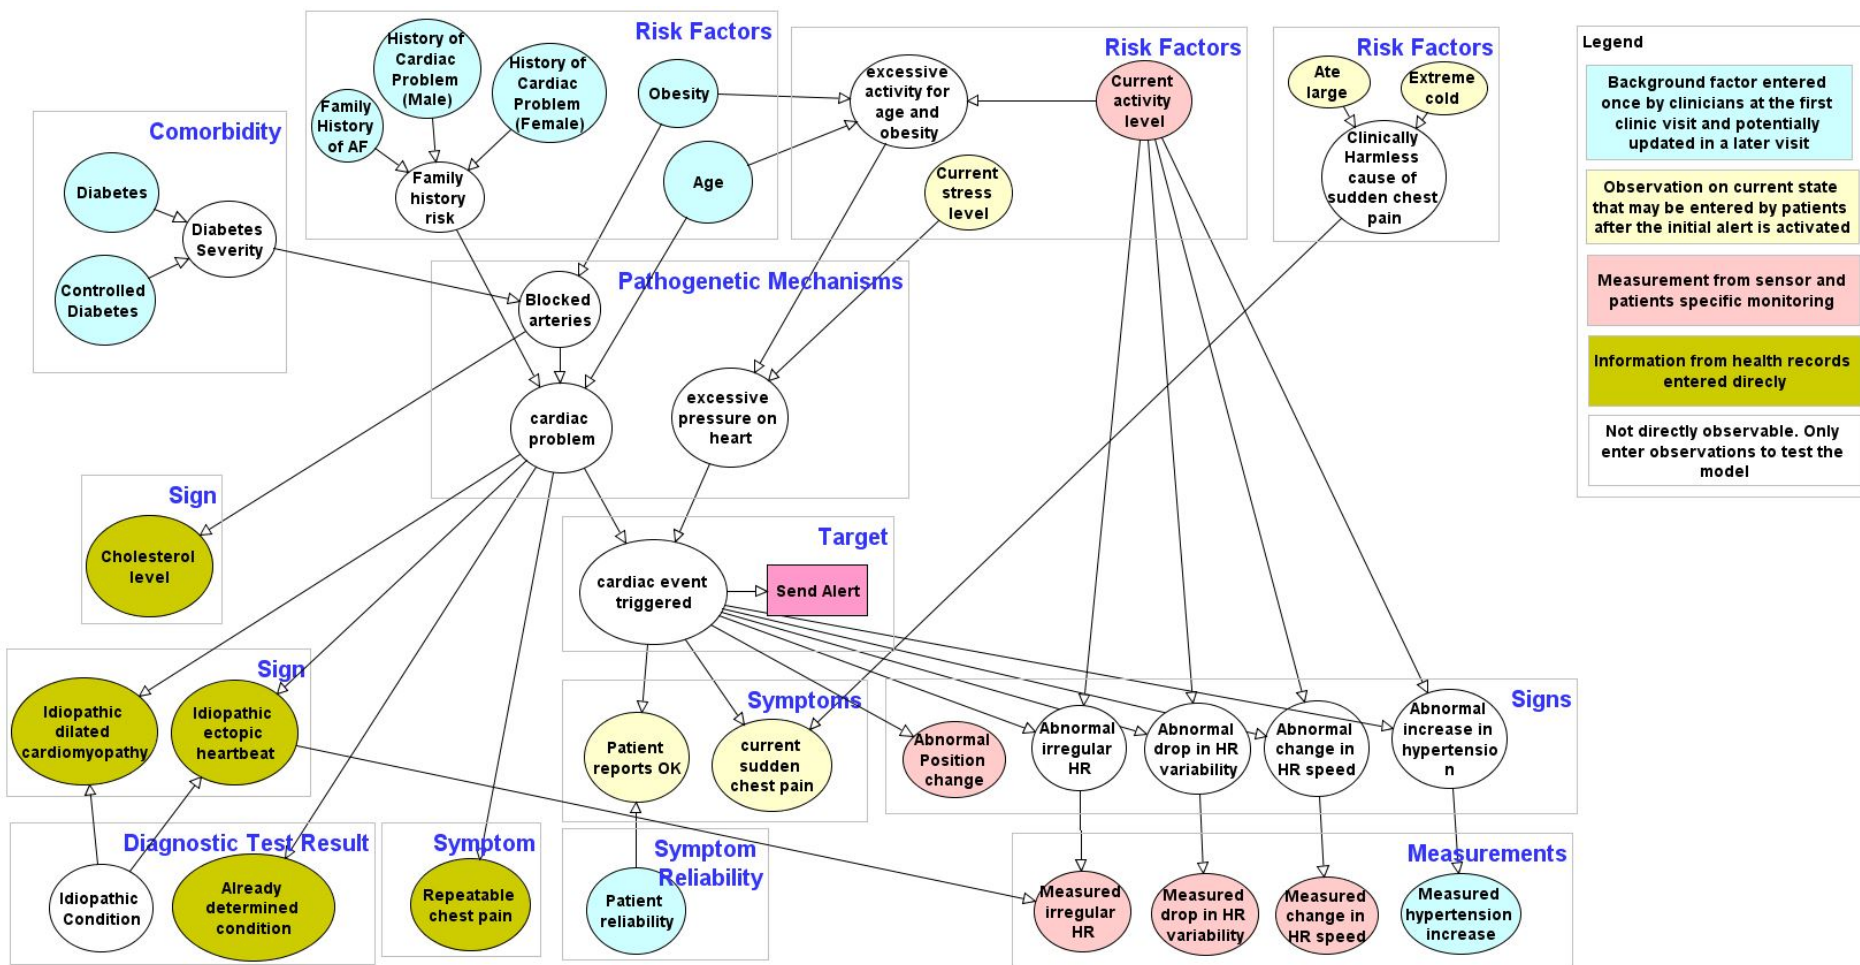 Risk Factors
History of
Cardiac
Problem
(Male)
History of
Cardiac
Problem
(Female)
Family
History
of AF
Family
history
risk
Obesity
Age
Risk Factors
excessive
activity for
age and
obesity
Current
activity
level
Current
stress
level
Risk Factors
Ate
large
Extreme
cold
Clinically
Harmless
cause of
sudden chest
pain
Legend
Background factor entered
once by clinicians at the first
clinic visit and potentially
updated in a later visit
Observation on current state
that may be entered by patients
after the initial alert is activated
Measurement from sensor and
patients specific monitoring
Information from health records
entered direcly
Not directly observable. Only
enter observations to test the
model
Comorbidity
Diabetes
Diabetes
Severity
Controlled
Diabetes
Pathogenetic Mechanisms
Blocked
arteries
cardiac
problem
excessive
pressure on
heart
Sign
Cholesterol
level
Target
cardiac event
triggered
Send Alert
Sign
Idiopathic
dilated
cardiomyopathy
Idiopathic
ectopic
heartbeat
Symptoms
Patient
reports OK
current
sudden
chest pain
Signs
Abnormal
Position
change
Abnormal
irregular
HR
Abnormal
drop in HR
variability
Abnormal
change in
HR speed
Abnormal
increase in
hypertensio
n
Diagnostic Test Result
Idiopathic
Condition
Already
determined
condition
Symptom
Repeatable
chest pain
Symptom
Reliability
Patient
reliability
Measurements
Measured
irregular
HR
Measured
drop in HR
variability
Measured
change in
HR speed
Measured
hypertension
increase